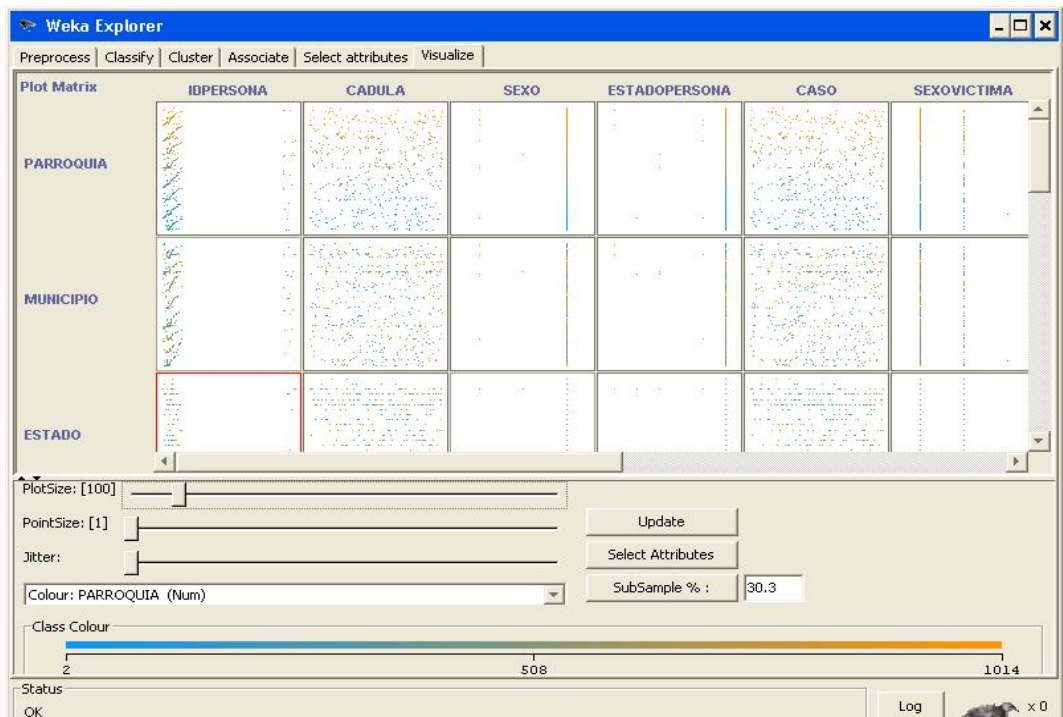 Weka Explorer
Preprocess Classify Cluster Associate Select attributes Visualize
Plot Matrix IDPERSONA CADULA SEXO ESTADOPERSONA CASO SEXOVICTIMA
PARROQUIA
MUNICIPIO
ESTADO
PlotSize: [100]
PointSize: [1]
Update
Jitter:
Select Attributes
Colour: PARROQUIA (Num)
SubSample % : 30.3
Class Colour
2 508 1014
Status
OK
Log x 0